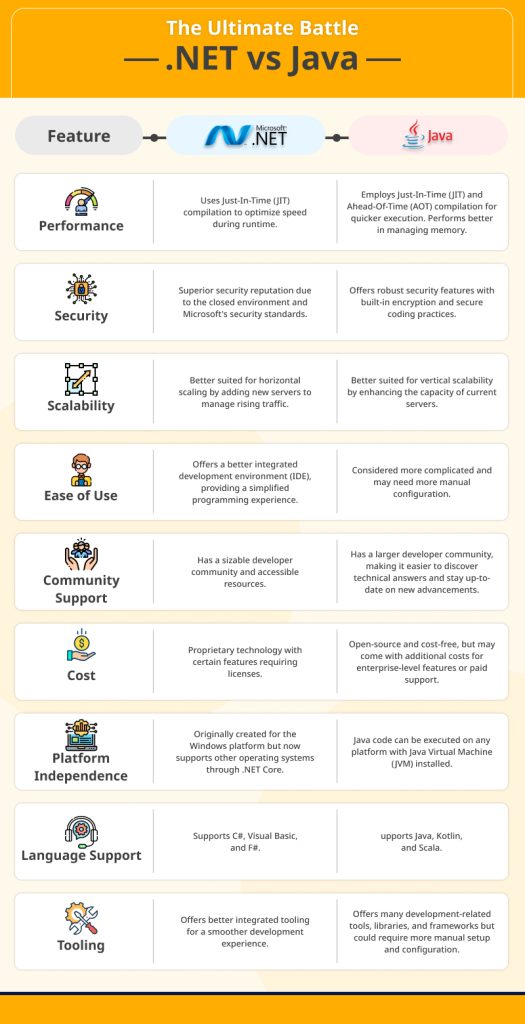 The Ultimate Battle
.NET vs Java
Feature
Microsoft®
.NET
Java
Performance
Uses Just-In-Time (JIT)
compilation to optimize speed
during runtime.
Employs Just-In-Time (JIT) and
Ahead-Of-Time (AOT) compilation for
quicker execution. Performs better
in managing memory.
Security
Superior security reputation due
to the closed environment and
Microsoft's security standards.
Offers robust security features with
built-in encryption and secure
coding practices.
Scalability
Better suited for horizontal
scaling by adding new servers to
manage rising traffic.
Better suited for vertical scalability
by enhancing the capacity of current
servers.
Ease of Use
Offers a better integrated
development environment (IDE),
providing a simplified
programming experience.
Considered more complicated and
may need more manual
configuration.
Community
Support
Has a sizable developer
community and accessible
resources.
Has a larger developer community,
making it easier to discover
technical answers and stay up-to-
date on new advancements.
Cost
Proprietary technology with
certain features requiring
licenses.
Open-source and cost-free, but may
come with additional costs for
enterprise-level features or paid
support.
Platform
Independence
Originally created for the
Windows platform but now
supports other operating systems
through .NET Core.
Java code can be executed on any
platform with Java Virtual Machine
(JVM) installed.
Language Support
Supports C#, Visual Basic,
and F#.
upports Java, Kotlin,
and Scala.
Tooling
Offers better integrated tooling
for a smoother development
experience.
Offers many development-related
tools, libraries, and frameworks but
could require more manual setup
and configuration.